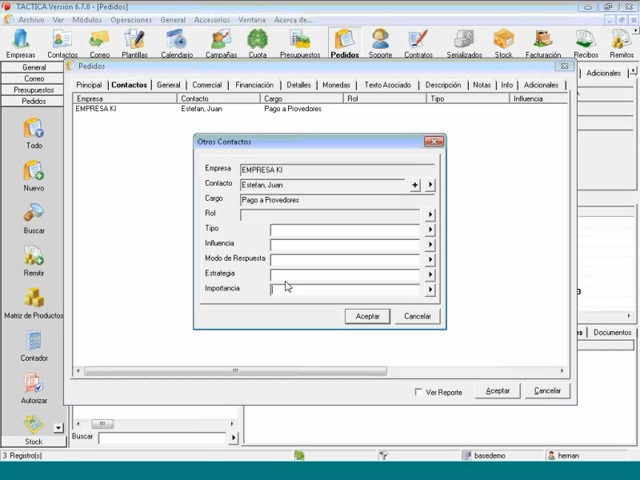 TACTICA Versión 6.7.0 - [Pedidos]
Archivo Ver Módulos Operaciones General Accesorios Ventana Acerca de...
Empresas Contactos Correo Plantillas Calendario Campañas Cuota Presupuestos Pedidos Soporte Contratos Serializados Stock Facturación Recibos Remitos
General
Correo
Presupuestos
Pedidos
Todo
Nuevo
Buscar
Remitir
Matriz de Productos
Contador
Autorizar
Stock
Pedidos
Adicionales
Principal Contactos General Comercial Financiación Detalles Monedas Texto Asociado Descripción Notas Info Adicionales
Empresa Contacto Cargo Rol Tipo Influencia
EMPRESA KI Estefan, Juan Pago a Provedores
Otros Contactos
Empresa EMPRESA KI
Contacto Estefan, Juan
Cargo Pago a Provedores
Rol
Tipo
Influencia
Modo de Respuesta
Estrategia
Importancia
Aceptar Cancelar
3
Documentos
Ver Reporte Aceptar Cancelar
Buscar
3 Registro(s) basedemo hernan